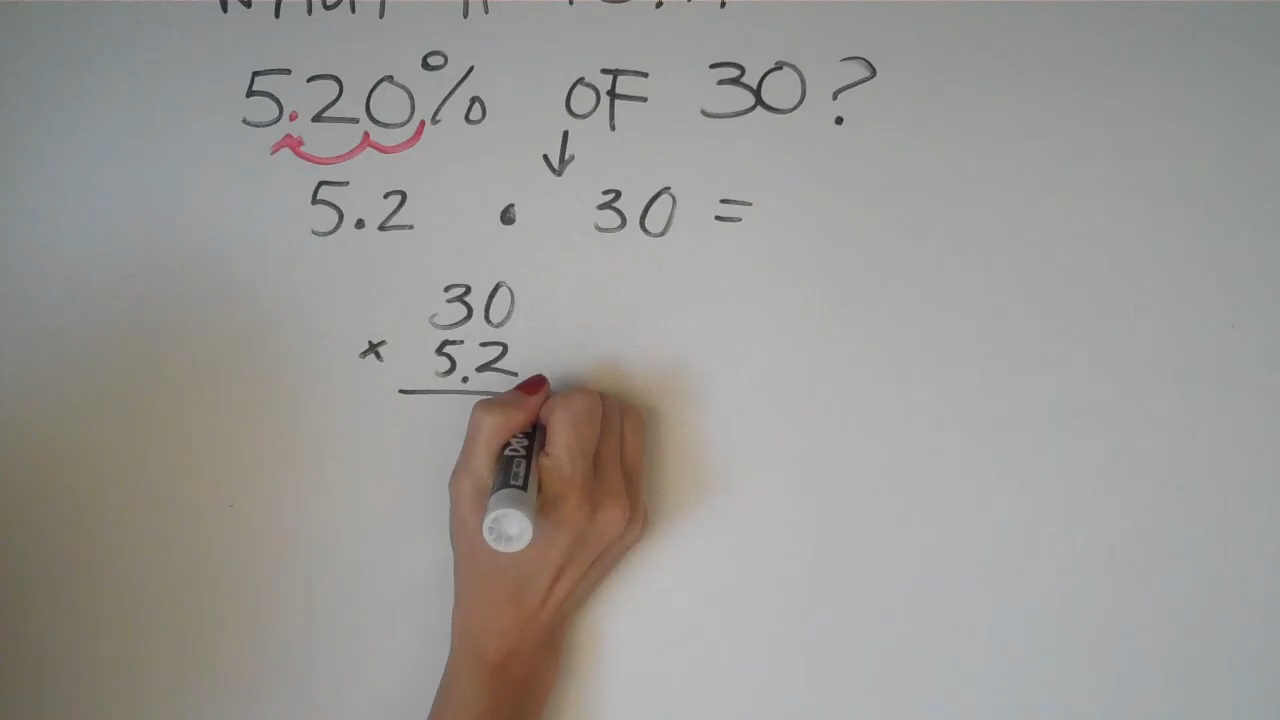 5.20% OF 30?
5.2 • 30 =
30
x 5.2